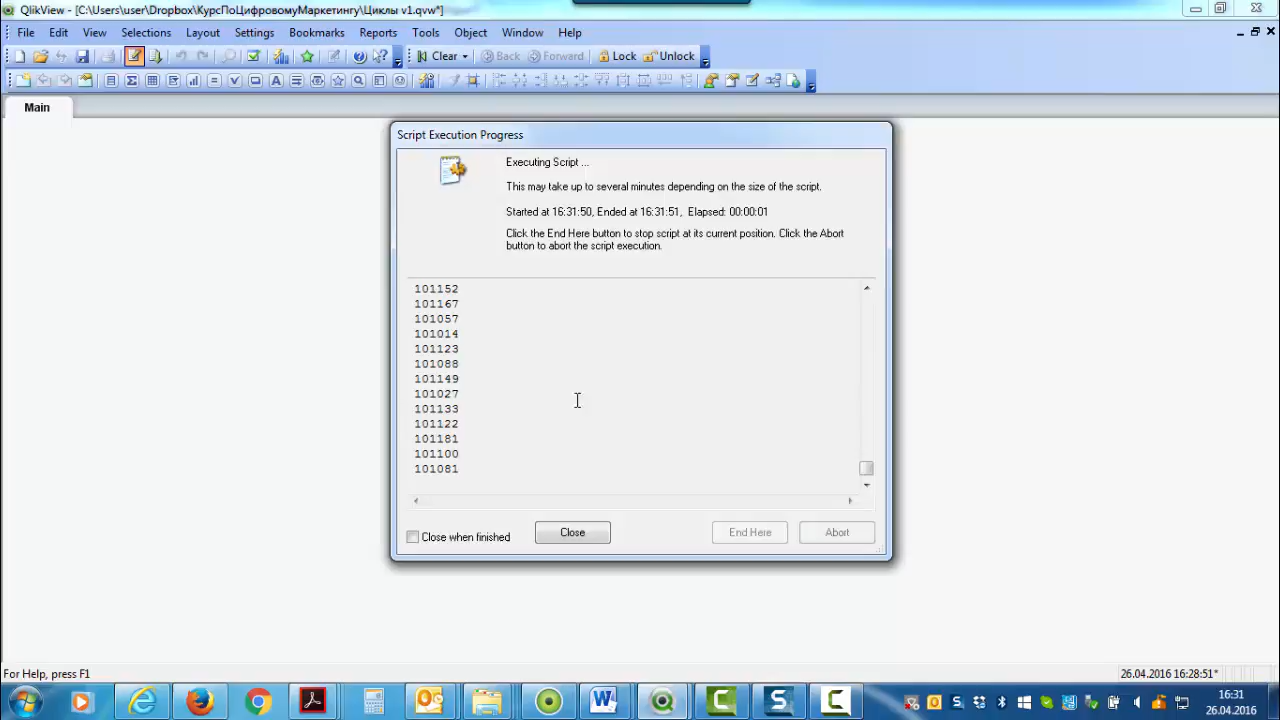 QlikView - [C:\Users\user\Dropbox\КурсПоЦифровомуМаркетингу\Циклы v1.qvw*]
File Edit View Selections Layout Settings Bookmarks Reports Tools Object Window Help
Clear Back Forward Lock Unlock
Main
Script Execution Progress
Executing Script ...
This may take up to several minutes depending on the size of the script.
Started at 16:31:50, Ended at 16:31:51, Elapsed: 00:00:01
Click the End Here button to stop script at its current position. Click the Abort
button to abort the script execution.
101152
101167
101057
101014
101123
101088
101149
101027
101133
101122
101181
101100
101081
Close when finished Close End Here Abort
For Help, press F1 26.04.2016 16:28:51*
16:31
26.04.2016